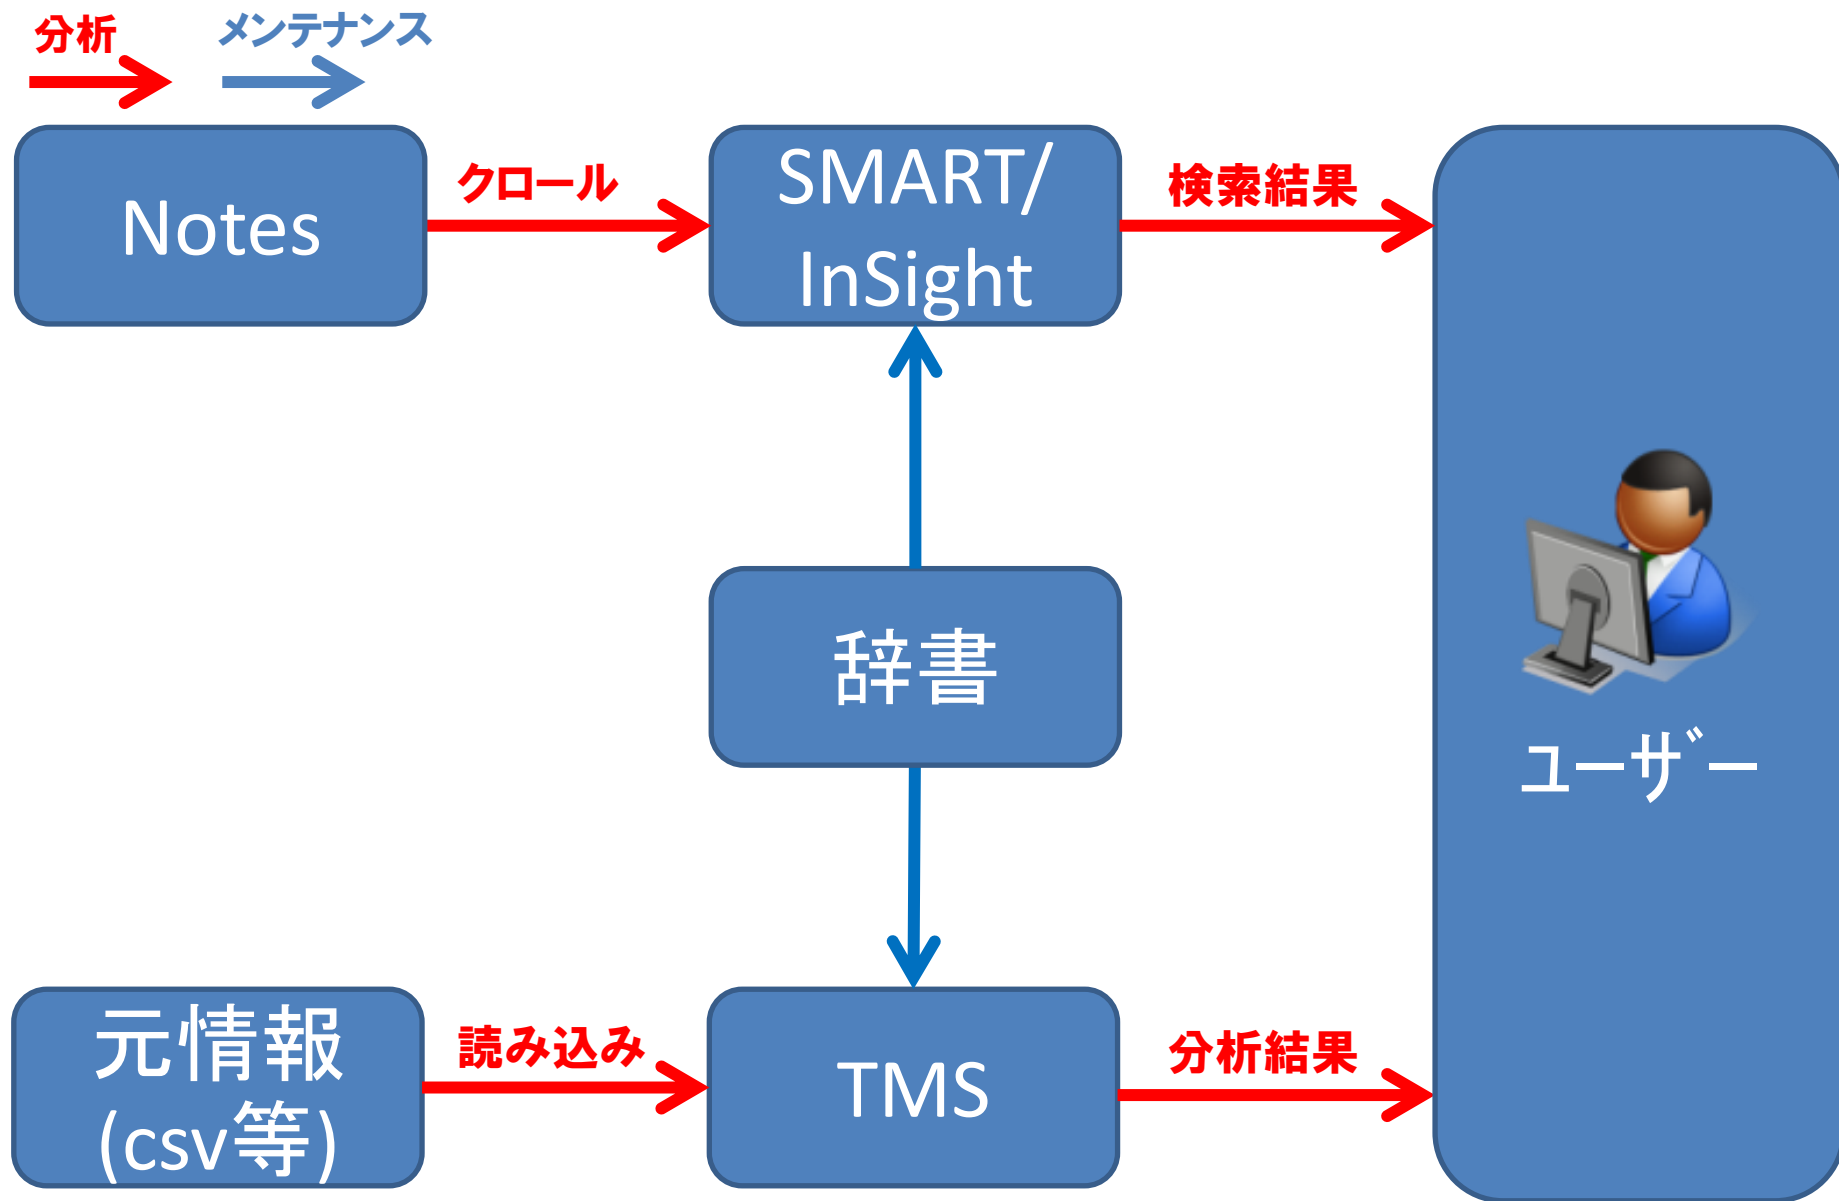 分析
メンテナンス
Notes
クロール
SMART/
InSight
検索結果
辞書
ユーザー
元情報
(csv等)
読み込み
TMS
分析結果